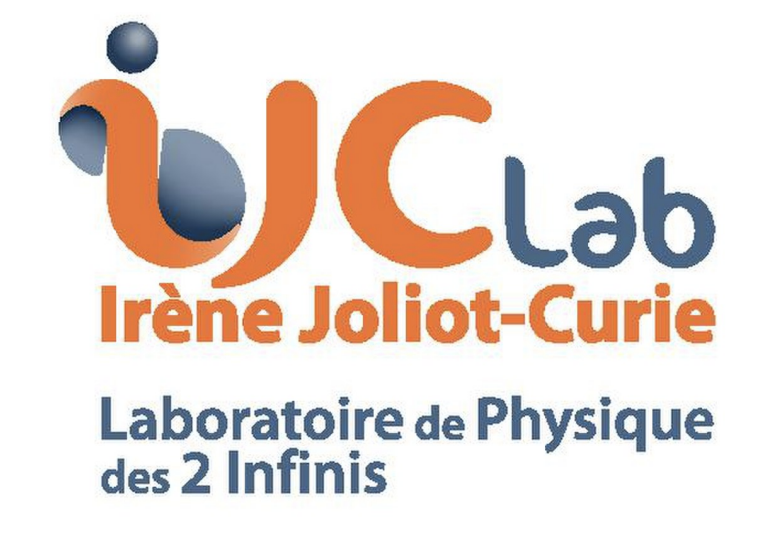 iJCLab
Irène Joliot-Curie
Laboratoire de Physique
des 2 Infinis